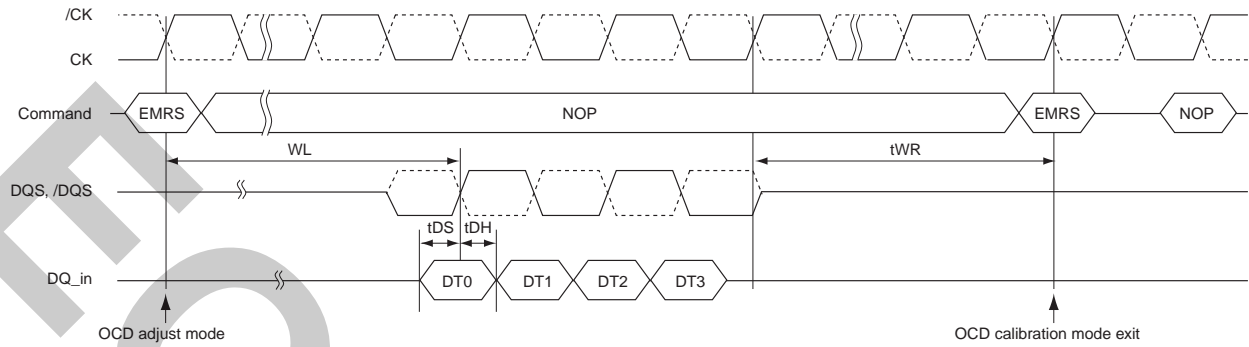 /CK
CK
Command EMRS NOP EMRS NOP
WL tWR
DQS, /DQS
tDS tDH
DQ_in DT0 DT1 DT2 DT3
OCD adjust mode OCD calibration mode exit